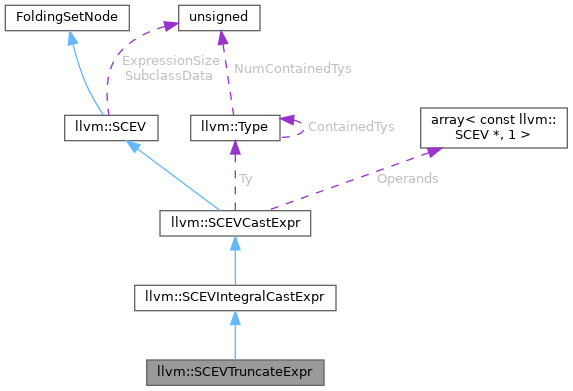 FoldingSetNode
unsigned
ExpressionSize
SubclassData
NumContainedTys
llvm::SCEV
llvm::Type
ContainedTys
array< const llvm::
SCEV *, 1 >
Ty
Operands
llvm::SCEVCastExpr
llvm::SCEVIntegralCastExpr
llvm::SCEVTruncateExpr